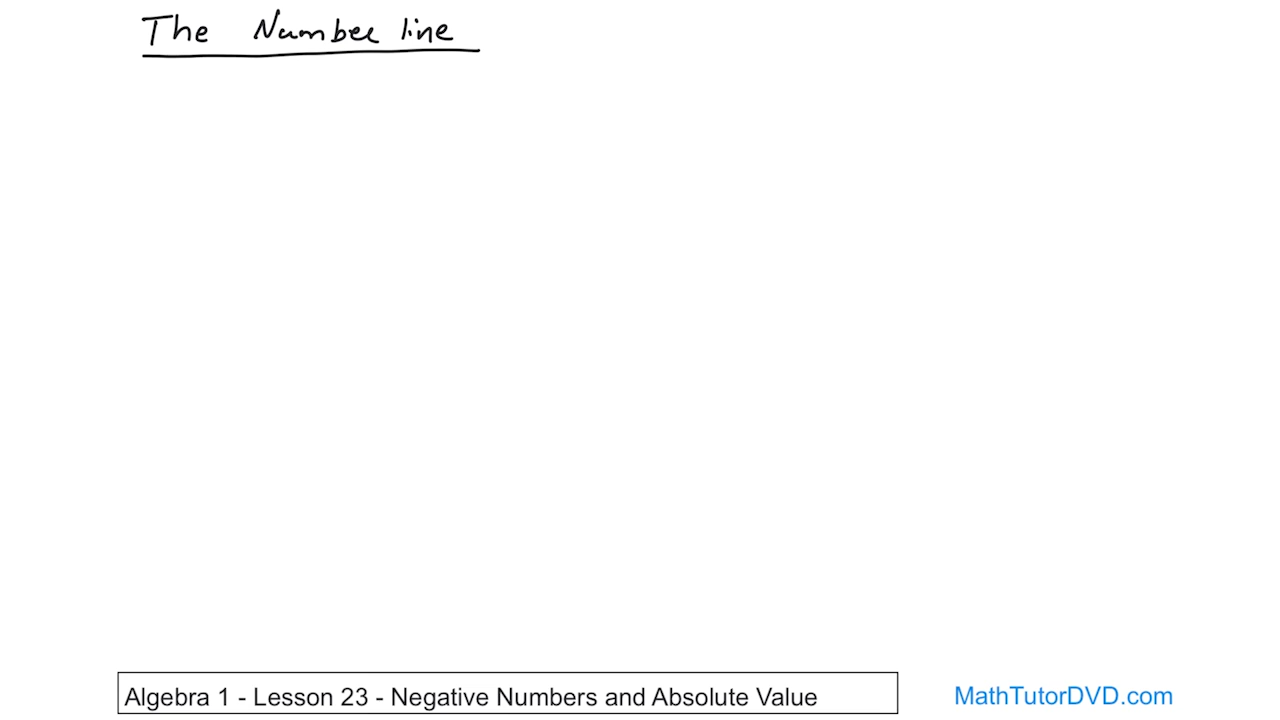 The Number line
Algebra 1 - Lesson 23 - Negative Numbers and Absolute Value
MathTutorDVD.com